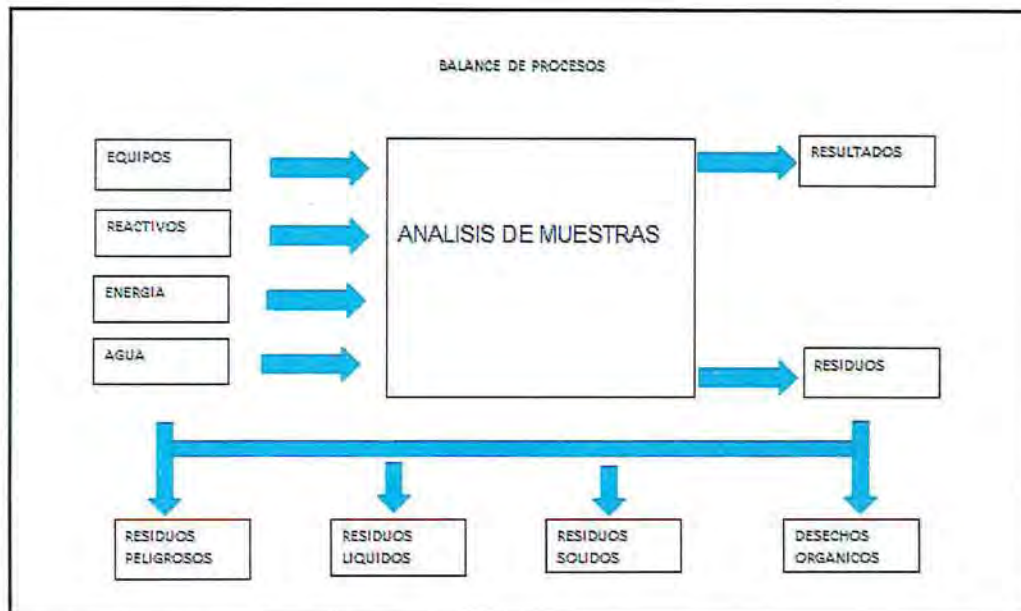 BALANCE DE PROCESOS
EQUIPOS
REACTIVOS
ENERGIA
AGUA
ANALISIS DE MUESTRAS
RESULTADOS
RESIDUOS
RESIDUOS
PELIGROSOS
RESIDUOS
LIQUIDOS
RESIDUOS
SOLIDOS
DESECHOS
ORGANICOS